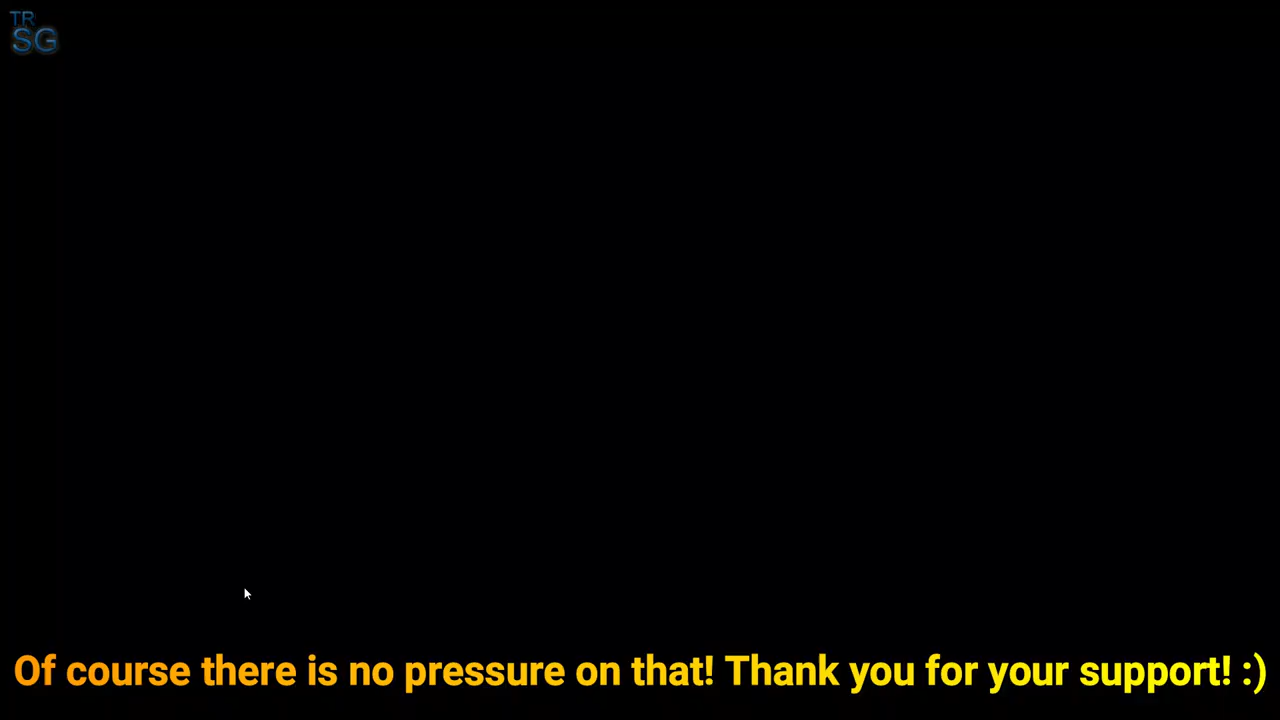 TR
SG
Of course there is no pressure on that! Thank you for your support! :)